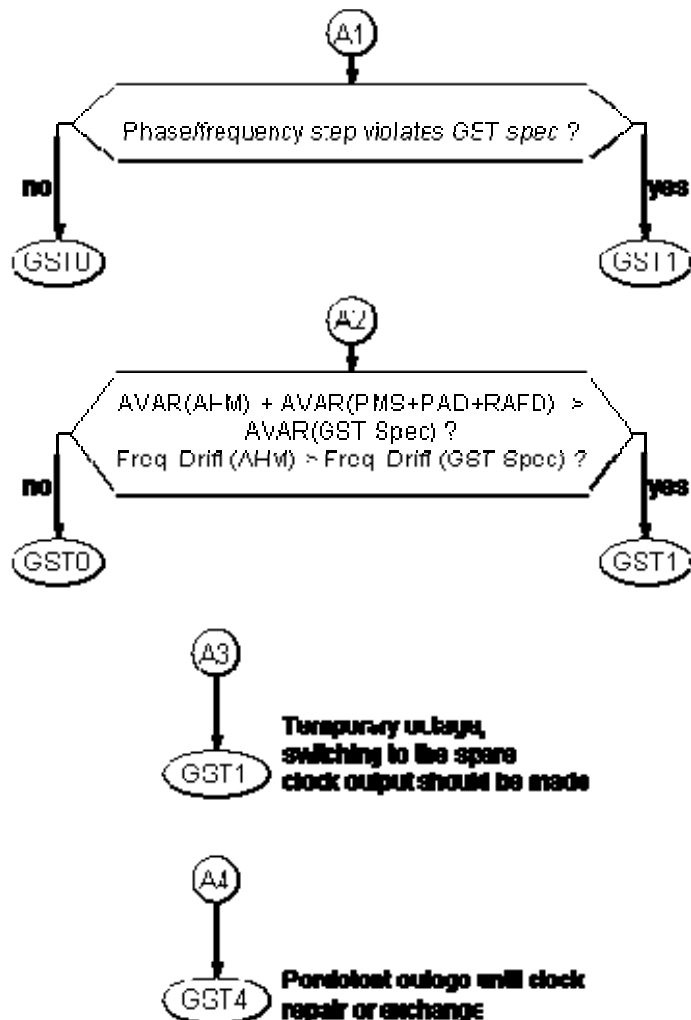 A1
Phase/frequency step violates GST spec ?
no
yes
GST0
GST1
A2
AVAR(AHM) + AVAR(PMS+PAD+RAFD) >
AVAR(GST Spec) ?
Freq Drift (AHM) > Freq Drift (GST Spec) ?
no
yes
GST0
GST1
A3
GST1
Temporary outage,
switching to the spare
clock output should be made
A4
GST4
Persistent outage until clock
repair or exchange